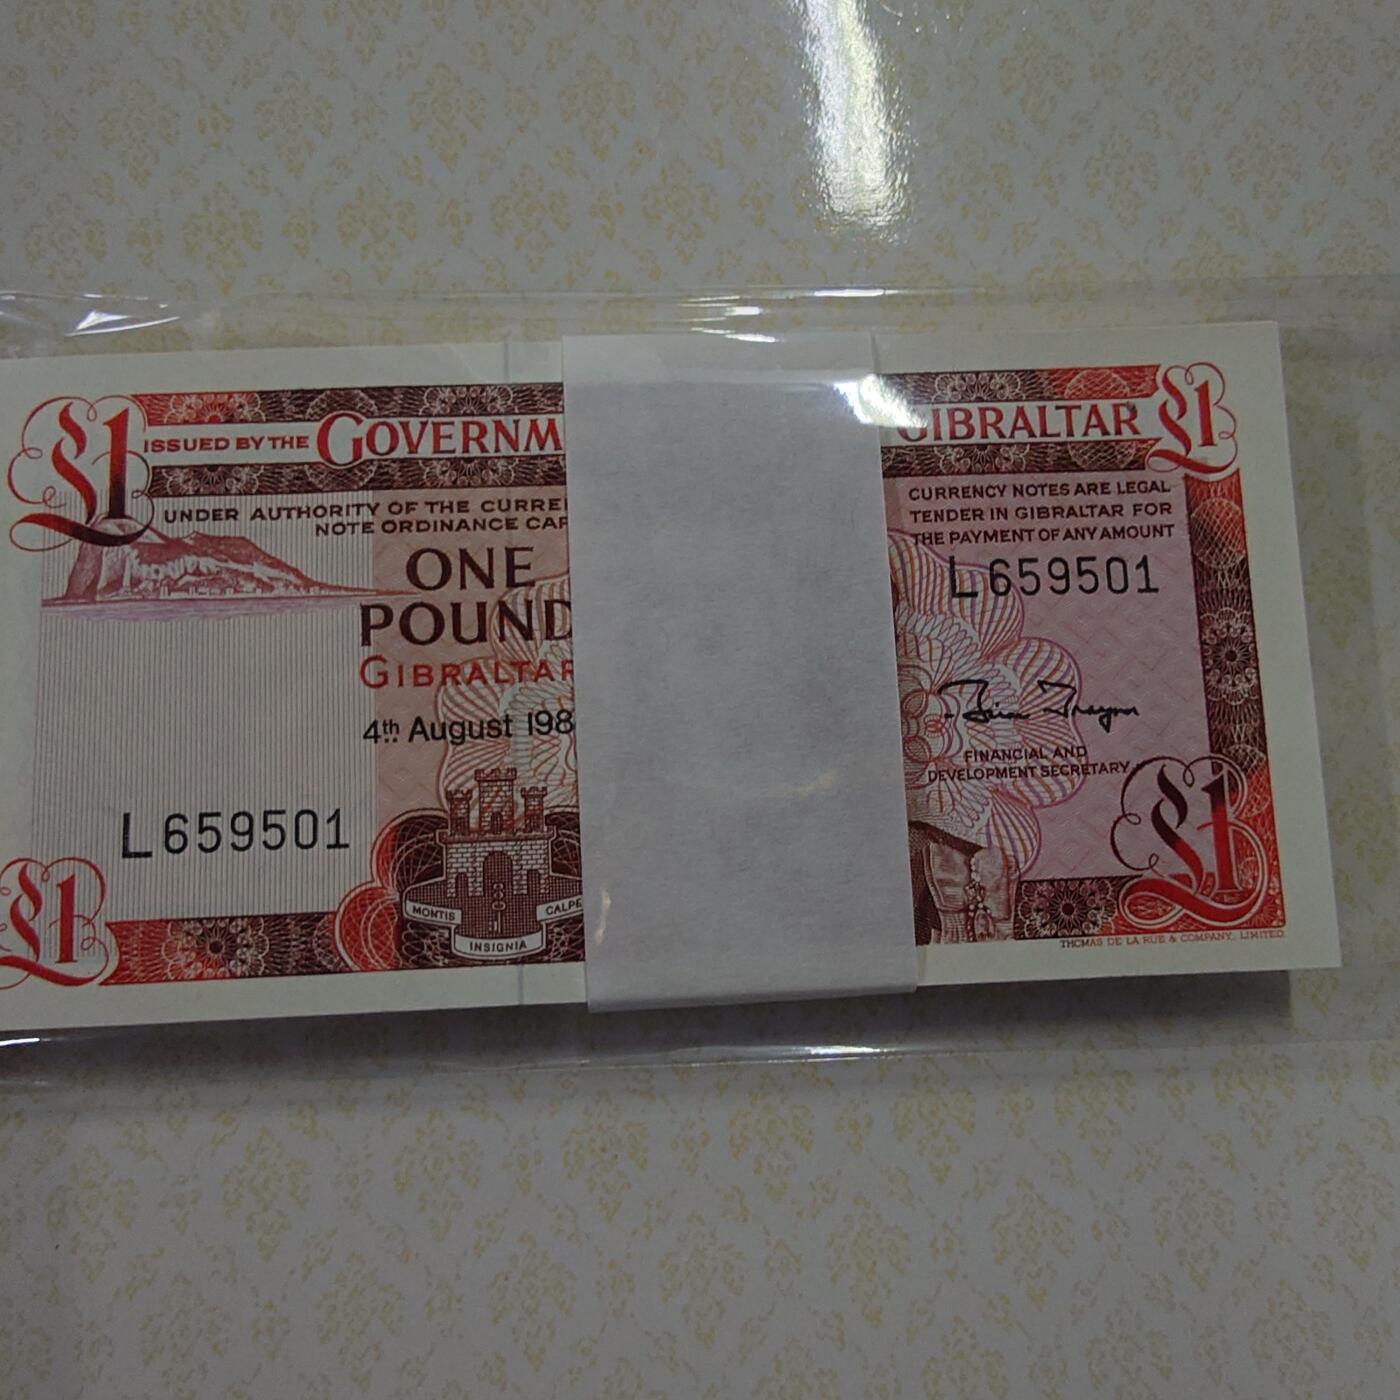 £1 ISSUED BY THE GOVERNM GIBRALTAR £1
UNDER AUTHORITY OF THE CURRE
NOTE ORDINANCE CAP
CURRENCY NOTES ARE LEGAL
TENDER IN GIBRALTAR FOR
THE PAYMENT OF ANY AMOUNT
ONE
POUND
GIBRALTAR
L659501
4th August 198
FINANCIAL AND
DEVELOPMENT SECRETARY
L659501
MONTIS INSIGNIA CALPE
£1 £1
THOMAS DE LA RUE & COMPANY, LIMITED.